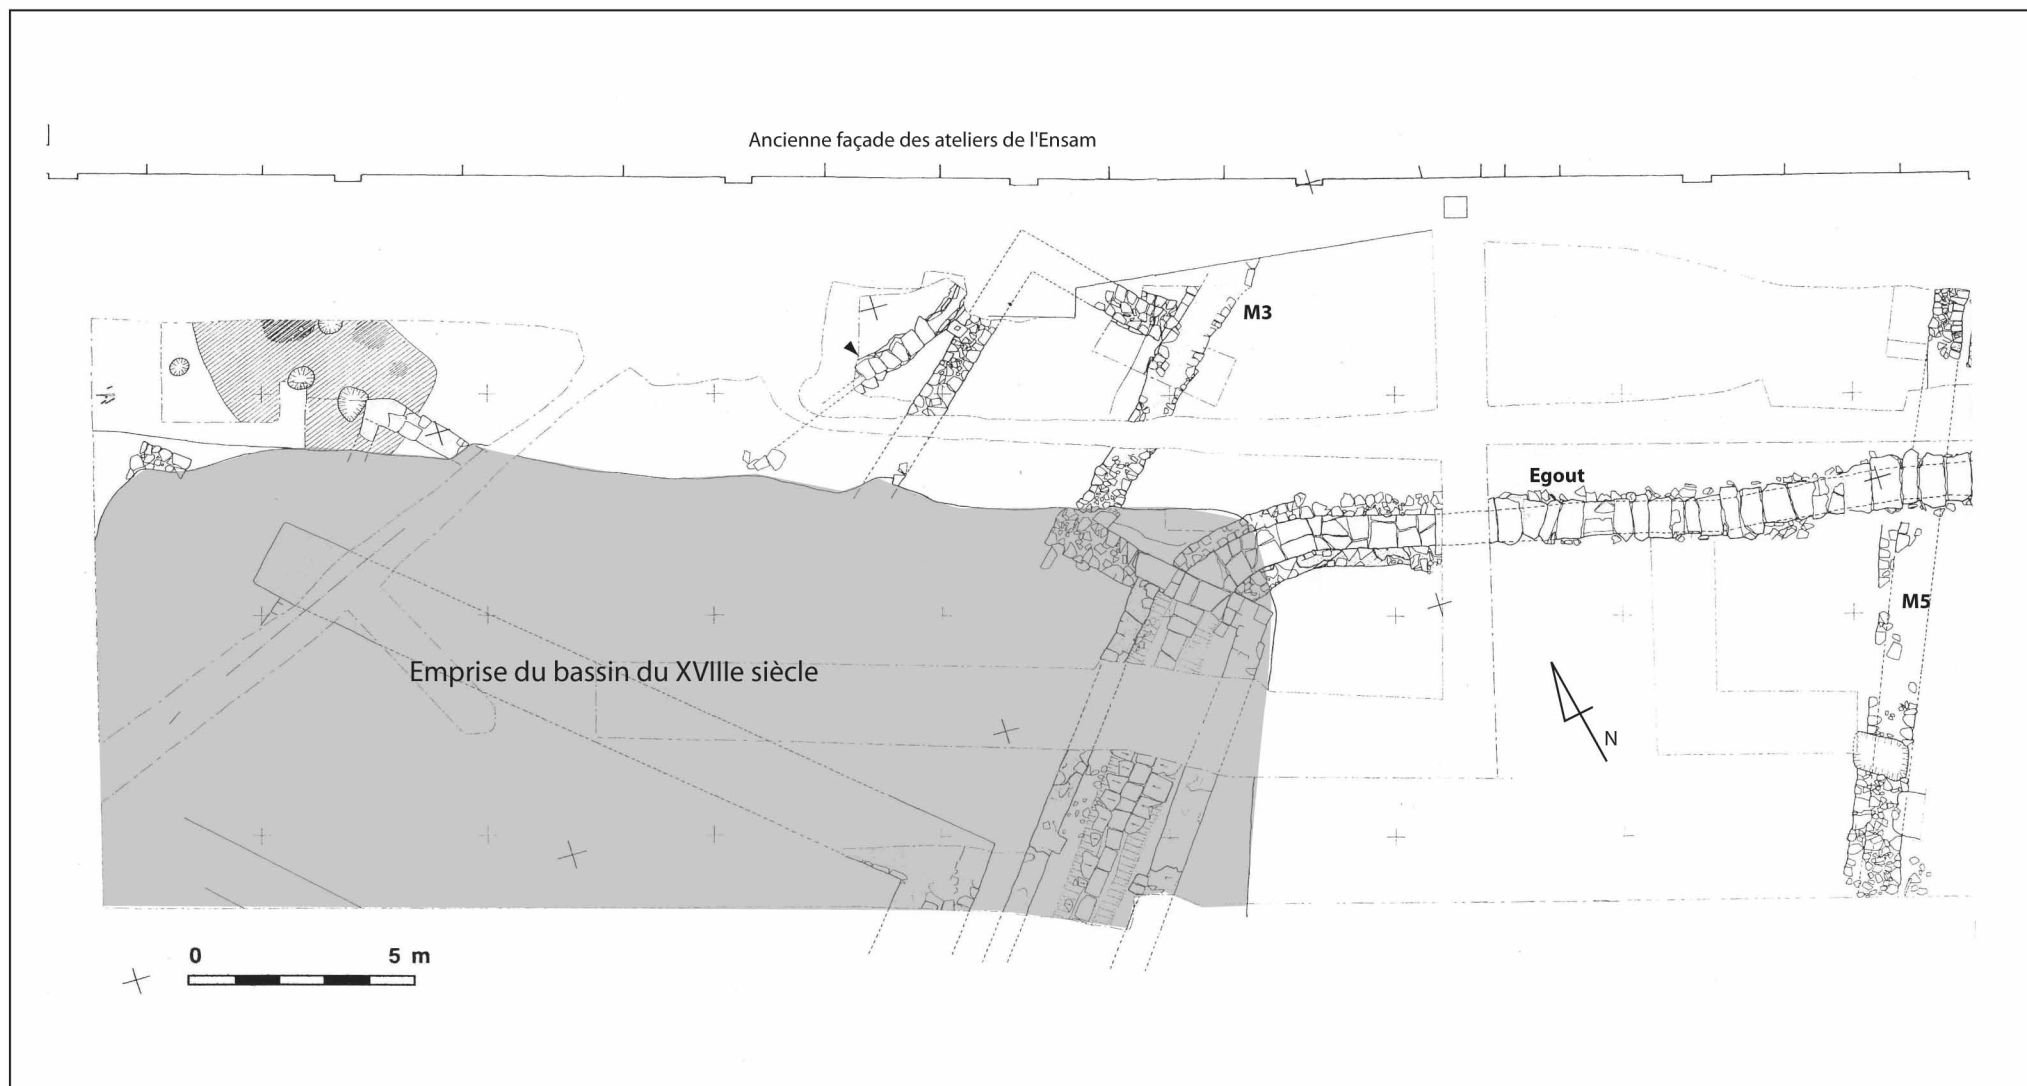 Ancienne façade des ateliers de l'Ensam
M3
Egout
M5
Emprise du bassin du XVIIIe siècle
N
0 5 m